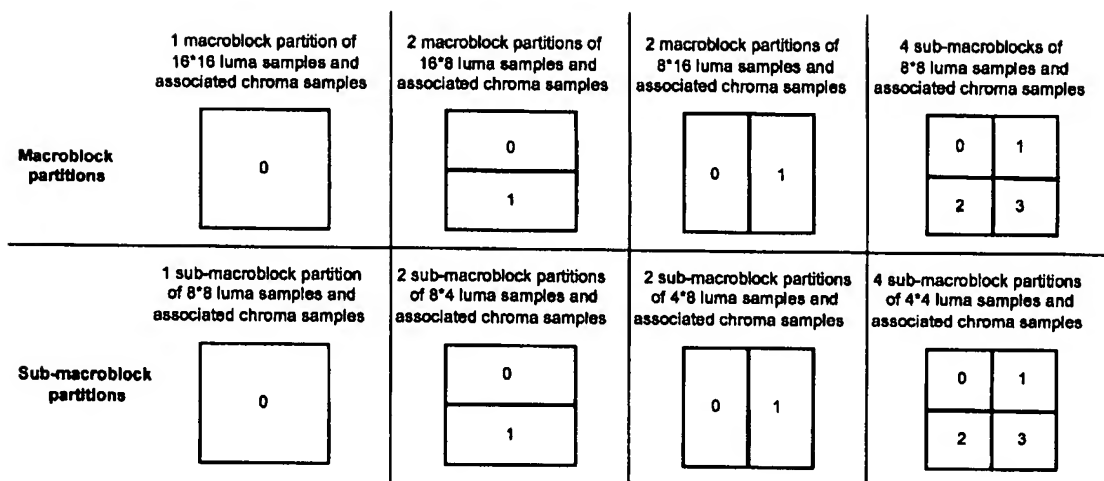 1 macroblock partition of
16*16 luma samples and
associated chroma samples
2 macroblock partitions of
16*8 luma samples and
associated chroma samples
2 macroblock partitions of
8*16 luma samples and
associated chroma samples
4 sub-macroblocks of
8*8 luma samples and
associated chroma samples
Macroblock
partitions
0
0
1
0 1
0 1
2 3
1 sub-macroblock partition
of 8*8 luma samples and
associated chroma samples
2 sub-macroblock partitions
of 8*4 luma samples and
associated chroma samples
2 sub-macroblock partitions
of 4*8 luma samples and
associated chroma samples
4 sub-macroblock partitions
of 4*4 luma samples and
associated chroma samples
Sub-macroblock
partitions
0
0
1
0 1
0 1
2 3